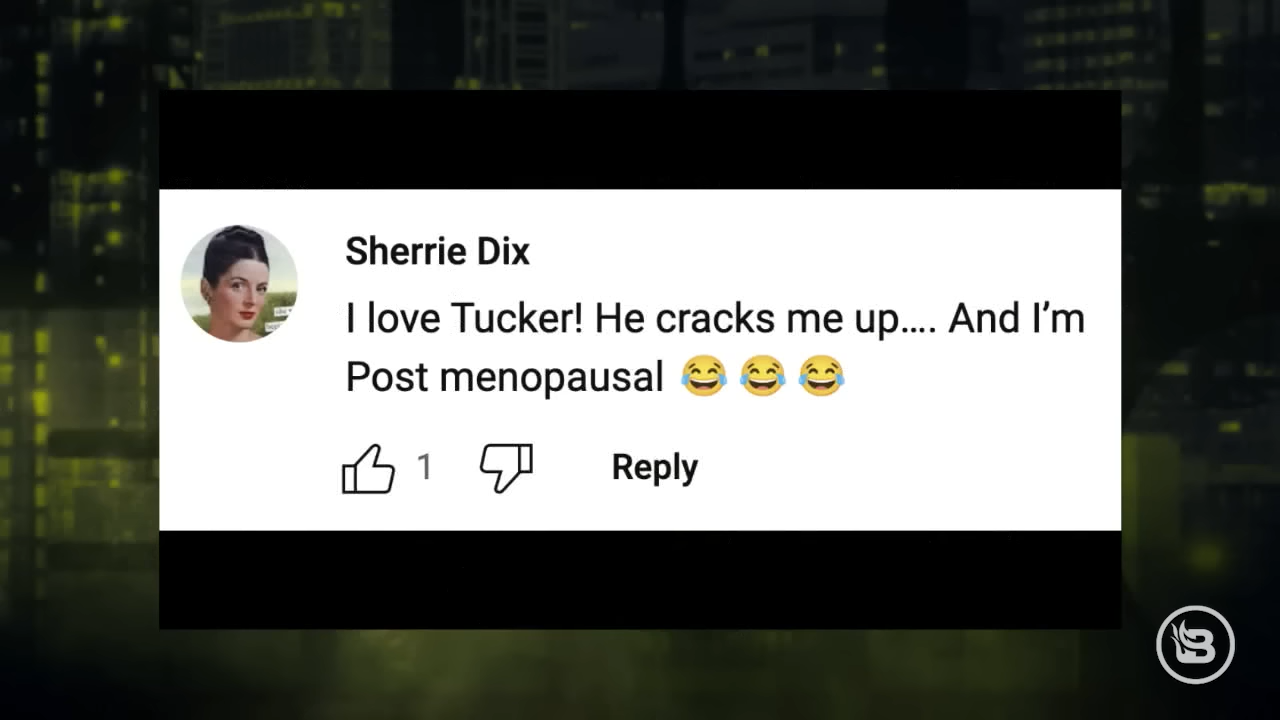 Sherrie Dix
I love Tucker! He cracks me up.... And I’m
Post menopausal 😂 😂 😂
1
Reply
B